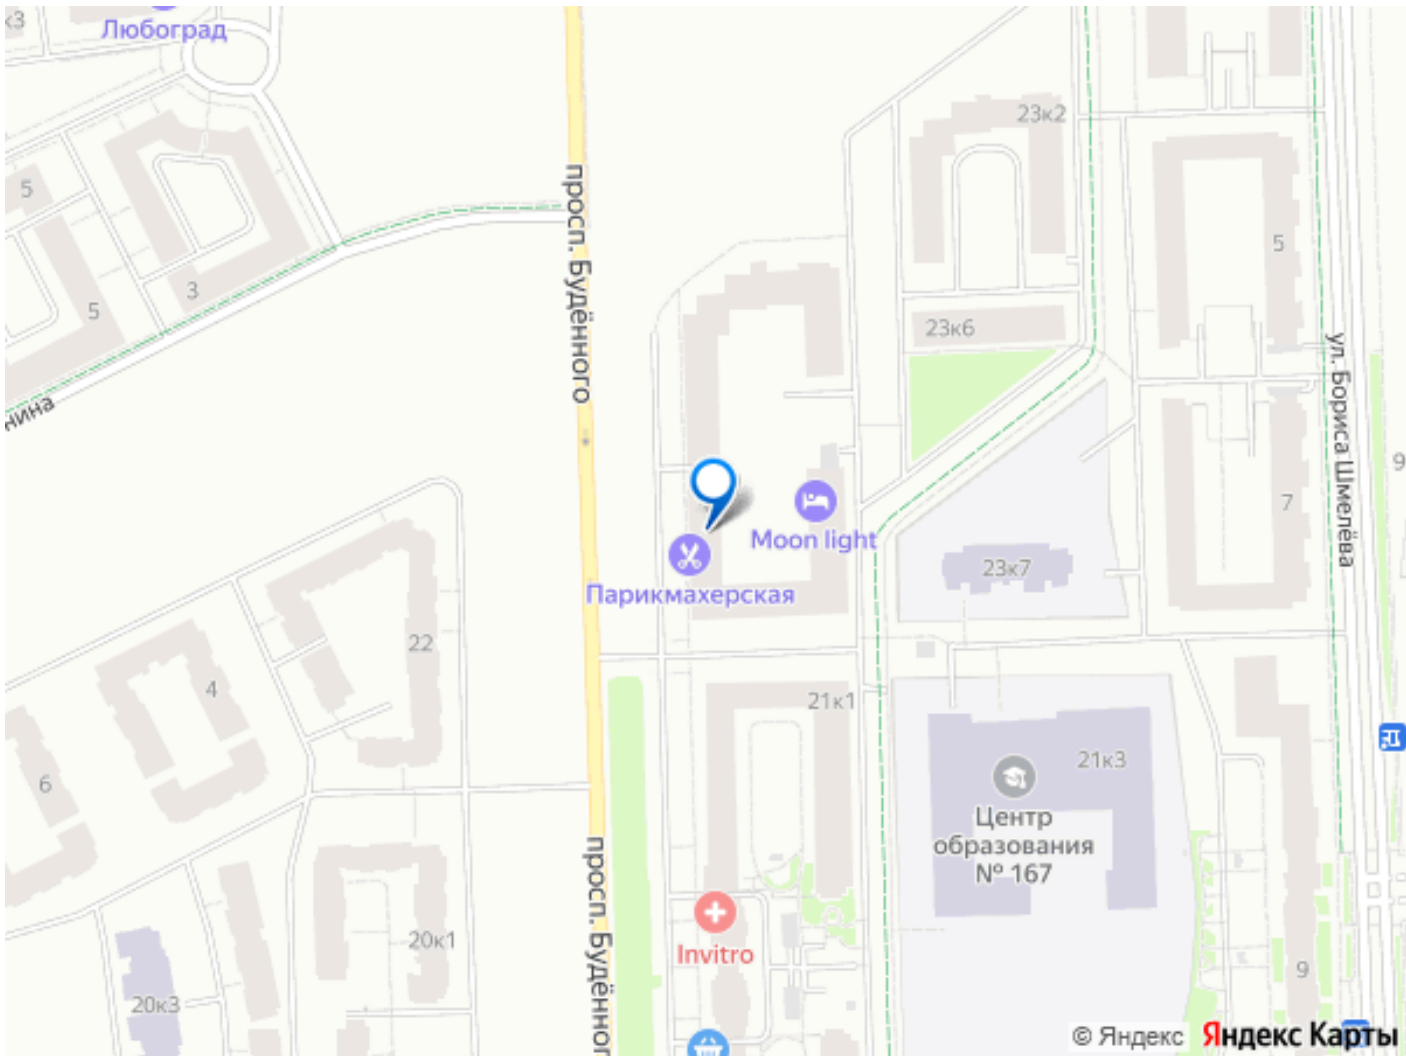 к3
Любоград
23к2
5
просп. Будённого
5
3
5
23к6
ул. Бориса Шмелёва
нина
9
7
Moon light
23к7
Парикмахерская
22
4
21к1
6
21к3
Центр
образования
№ 167
просп. Будённог
20к1
Invitro
20к3
9
© Яндекс
Яндекс Карты